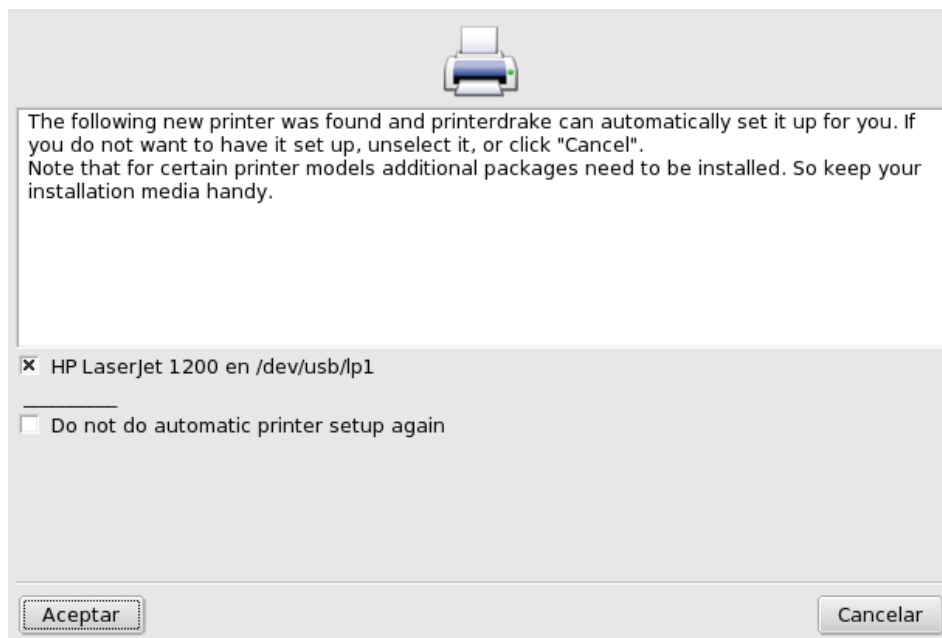 The following new printer was found and printerdrake can automatically set it up for you. If
you do not want to have it set up, unselect it, or click "Cancel".
Note that for certain printer models additional packages need to be installed. So keep your
installation media handy.
HP LaserJet 1200 en /dev/usb/lp1
Do not do automatic printer setup again
Aceptar
Cancelar